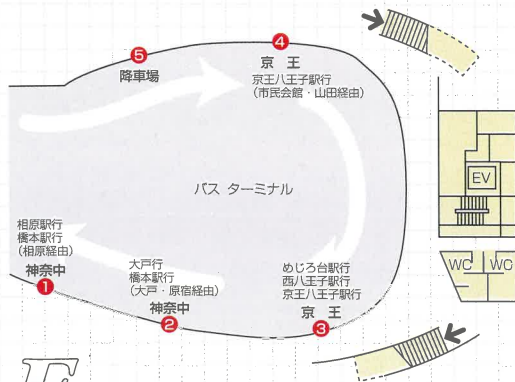 ⑤
降車場
④
京 王
京王八王子駅行
(市民会館・山田経由)
EV
バス ターミナル
WC WC
相原駅行
橋本駅行
(相原経由)
神奈中
①
大戸行
橋本駅行
(大戸・原宿経由)
神奈中
②
めじろ台駅行
西八王子駅行
京王八王子駅行
京 王
③
F